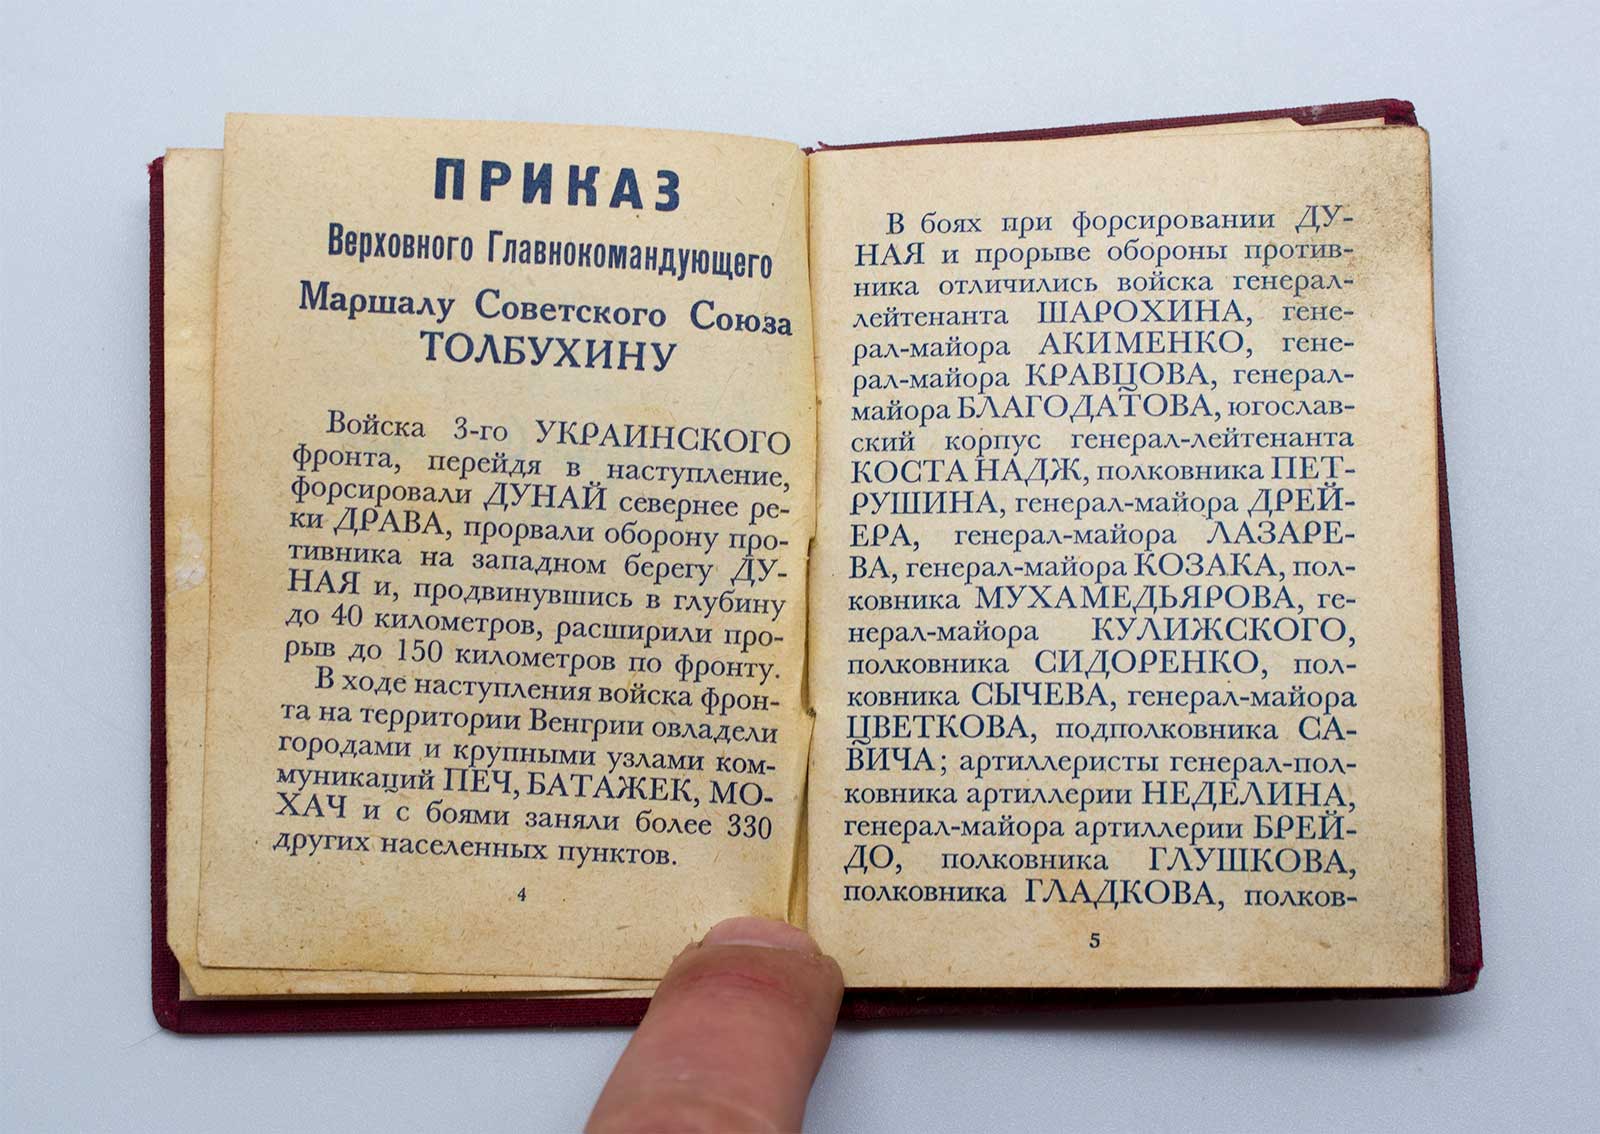 ПРИКАЗ
Верховного Главнокомандующего
Маршалу Советского Союза
ТОЛБУХИНУ
Войска 3-го УКРАИНСКОГО
фронта, перейдя в наступление,
форсировали ДУНАЙ севернее ре-
ки ДРАВА, прорвали оборону про-
тивника на западном берегу ДУ-
НАЯ и, продвинувшись в глубину
до 40 километров, расширили про-
рыв до 150 километров по фронту.
В ходе наступления войска фрон-
та на территории Венгрии овладели
городами и крупными узлами ком-
муникаций ПЕЧ, БАТАЖЕК, МО-
ХАЧ и с боями заняли более 330
других населенных пунктов.
4
В боях при форсировании ДУ-
НАЯ и прорыве обороны против-
ника отличились войска генерал-
лейтенанта ШАРОХИНА, гене-
рал-майора АКИМЕНКО, гене-
рал-майора КРАВЦОВА, генерал-
майора БЛАГОДАТОВА, югослав-
ский корпус генерал-лейтенанта
КОСТА НАДЖ, полковника ПЕТ-
РУШИНА, генерал-майора ДРЕЙ-
ЕРА, генерал-майора ЛАЗАРЕ-
ВА, генерал-майора КОЗАКА, пол-
ковника МУХАМЕДЬЯРОВА, ге-
нерал-майора КУЛИЖСКОГО,
полковника СИДОРЕНКО, пол-
ковника СЫЧЕВА, генерал-майора
ЦВЕТКОВА, подполковника СА-
ВИЧА; артиллеристы генерал-пол-
ковника артиллерии НЕДЕЛИНА,
генерал-майора артиллерии БРЕЙ-
ДО, полковника ГЛУШКОВА,
полковника ГЛАДКОВА, полков-
5